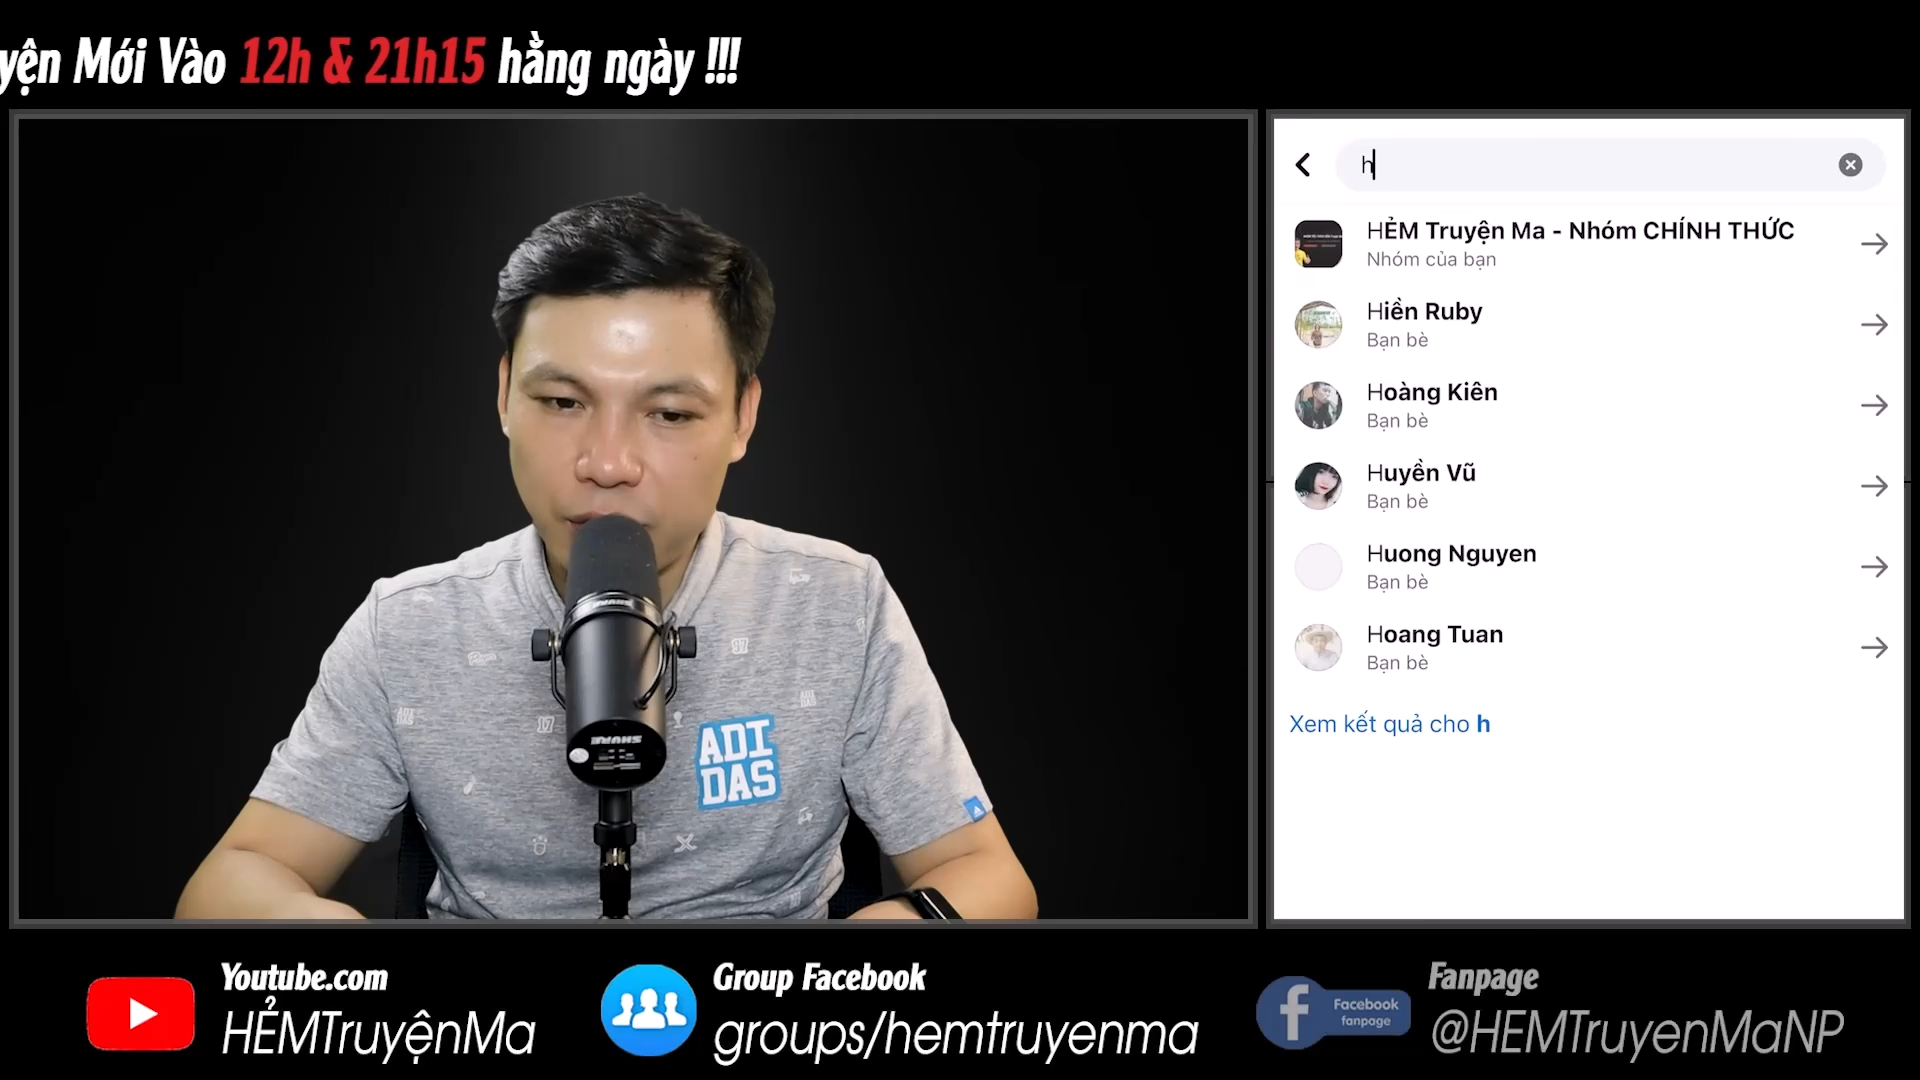 yện Mới Vào 12h & 21h15 hằng ngày !!!
h
HẺM Truyện Ma - Nhóm CHÍNH THỨC
Nhóm của bạn
Hiền Ruby
Bạn bè
Hoàng Kiên
Bạn bè
Huyền Vũ
Bạn bè
Huong Nguyen
Bạn bè
Hoang Tuan
Bạn bè
Xem kết quả cho h
ADI
DAS
SHURE
Youtube.com
HẺMTruyệnMa
Group Facebook
groups/hemtruyenma
Facebook
fanpage
Fanpage
@HEMTruyenMaNP